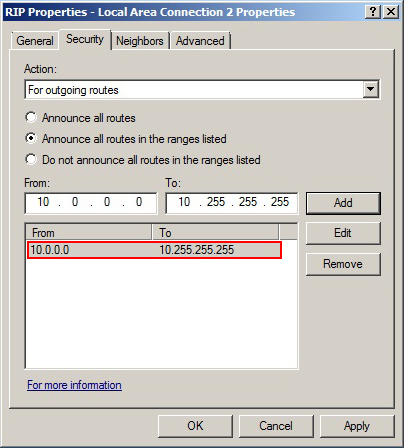 RIP Properties - Local Area Connection 2 Properties
General Security Neighbors Advanced
Action:
For outgoing routes
Announce all routes
Announce all routes in the ranges listed
Do not announce all routes in the ranges listed
From: To:
10 . 0 . 0 . 0 10 . 255 . 255 . 255 Add
From To Edit
10.0.0.0 10.255.255.255
Remove
For more information
OK Cancel Apply